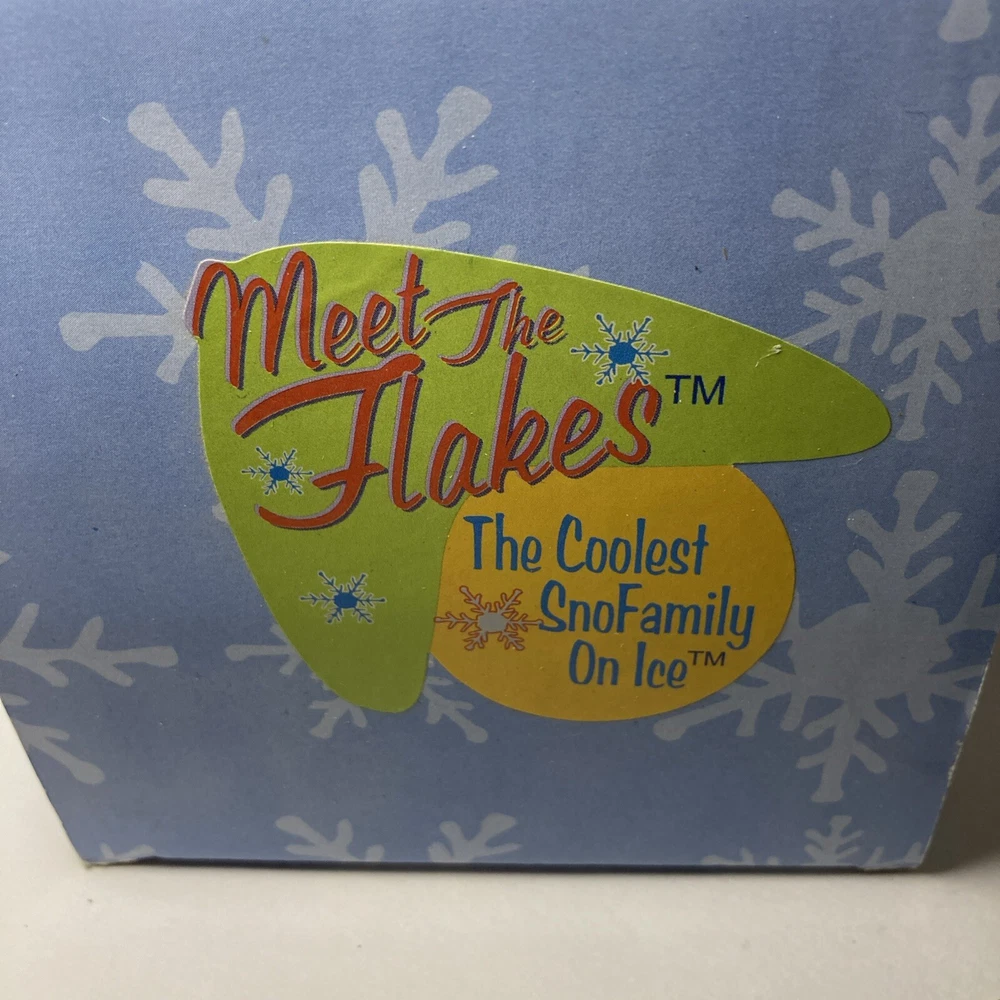 Meet The
Flakes™
The Coolest
SnoFamily
On Ice™